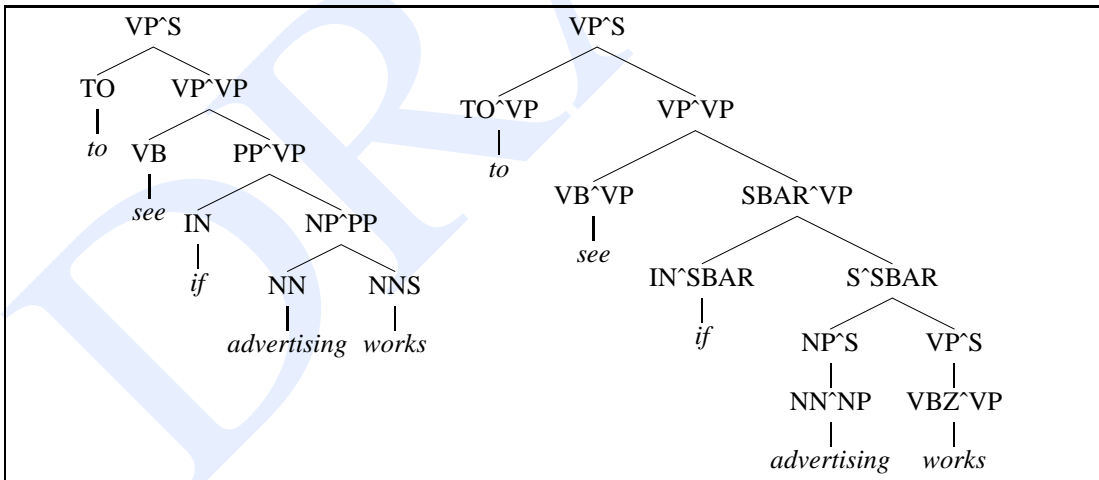 VP^S VP^S
TO VP^VP TO^VP VP^VP
to VB PP^VP to
see IN NP^PP VB^VP SBAR^VP
if NN NNS see IN^SBAR S^SBAR
advertising works if NP^S VP^S
NN^NP VBZ^VP
advertising works
DRA